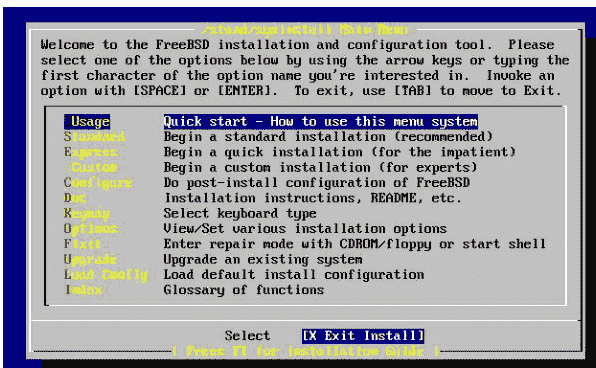 /stand/sysinstall Main Menu
Welcome to the FreeBSD installation and configuration tool.  Please
select one of the options below by using the arrow keys or typing the
first character of the option name you're interested in.  Invoke an
option with [SPACE] or [ENTER].  To exit, use [TAB] to move to Exit.
Usage Quick start - How to use this menu system
Standard Begin a standard installation (recommended)
Express Begin a quick installation (for the impatient)
Custom Begin a custom installation (for experts)
Configure Do post-install configuration of FreeBSD
Doc Installation instructions, README, etc.
Keymap Select keyboard type
Options View/Set various installation options
Fixit Enter repair mode with CDROM/floppy or start shell
Upgrade Upgrade an existing system
Load Config Load default install configuration
Index Glossary of functions
Select [X Exit Install]
[ Press F1 for Installation Guide ]